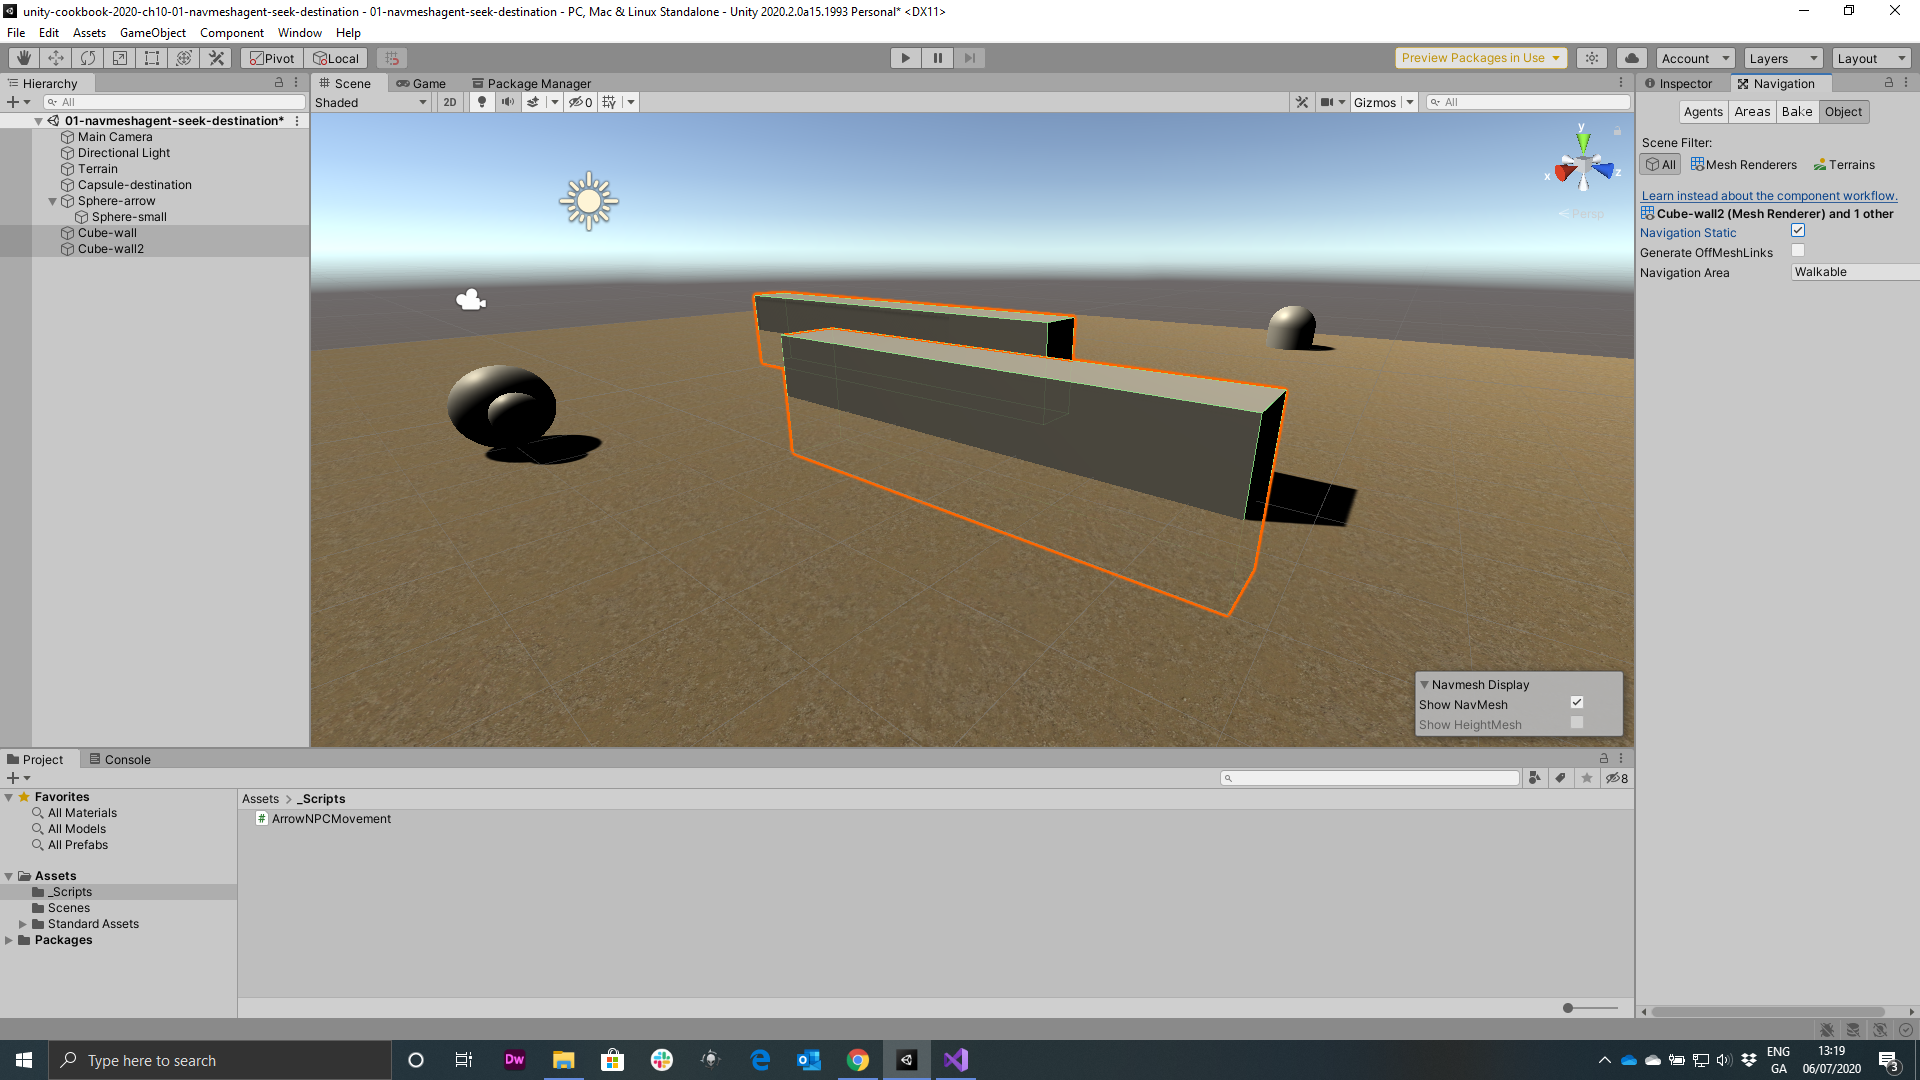 unity-cookbook-2020-ch10-01-navmeshagent-seek-destination - 01-navmeshagent-seek-destination - PC, Mac & Linux Standalone - Unity 2020.2.0a15.1993 Personal* <DX11>
File Edit Assets GameObject Component Window Help
Pivot Local Preview Packages in Use Account Layers Layout
Hierarchy
All
01-navmeshagent-seek-destination*
Main Camera
Directional Light
Terrain
Capsule-destination
Sphere-arrow
Sphere-small
Cube-wall
Cube-wall2
Scene Game Package Manager
Shaded 2D 0 Gizmos All
y
x z
Persp
Navmesh Display
Show NavMesh
Show HeightMesh
Inspector Navigation
Agents Areas Bake Object
Scene Filter:
All Mesh Renderers Terrains
Learn instead about the component workflow.
Cube-wall2 (Mesh Renderer) and 1 other
Navigation Static
Generate OffMeshLinks
Navigation Area Walkable
Project Console
8
Favorites
All Materials
All Models
All Prefabs
Assets
_Scripts
Scenes
Standard Assets
Packages
Assets > _Scripts
# ArrowNPCMovement
Type here to search
Dw
ENG
GA
13:19
06/07/2020
3